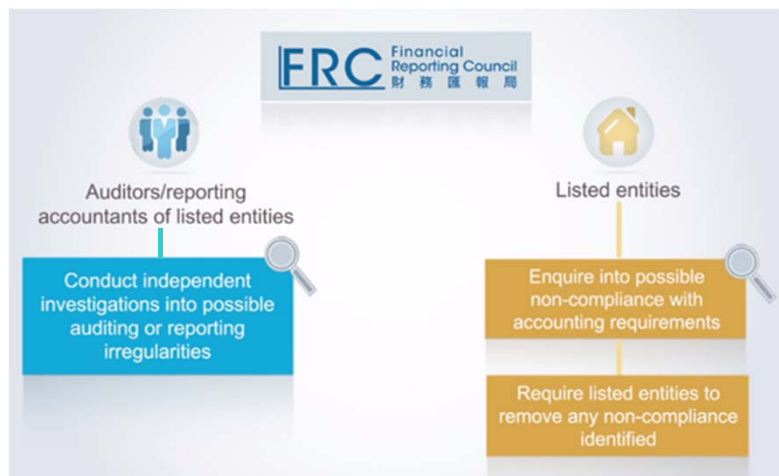 FRC Financial
Reporting Council
財務匯報局
Auditors/reporting
accountants of listed entities
Conduct independent
investigations into possible
auditing or reporting
irregularities
Listed entities
Enquire into possible
non-compliance with
accounting requirements
Require listed entities to
remove any non-compliance
identified